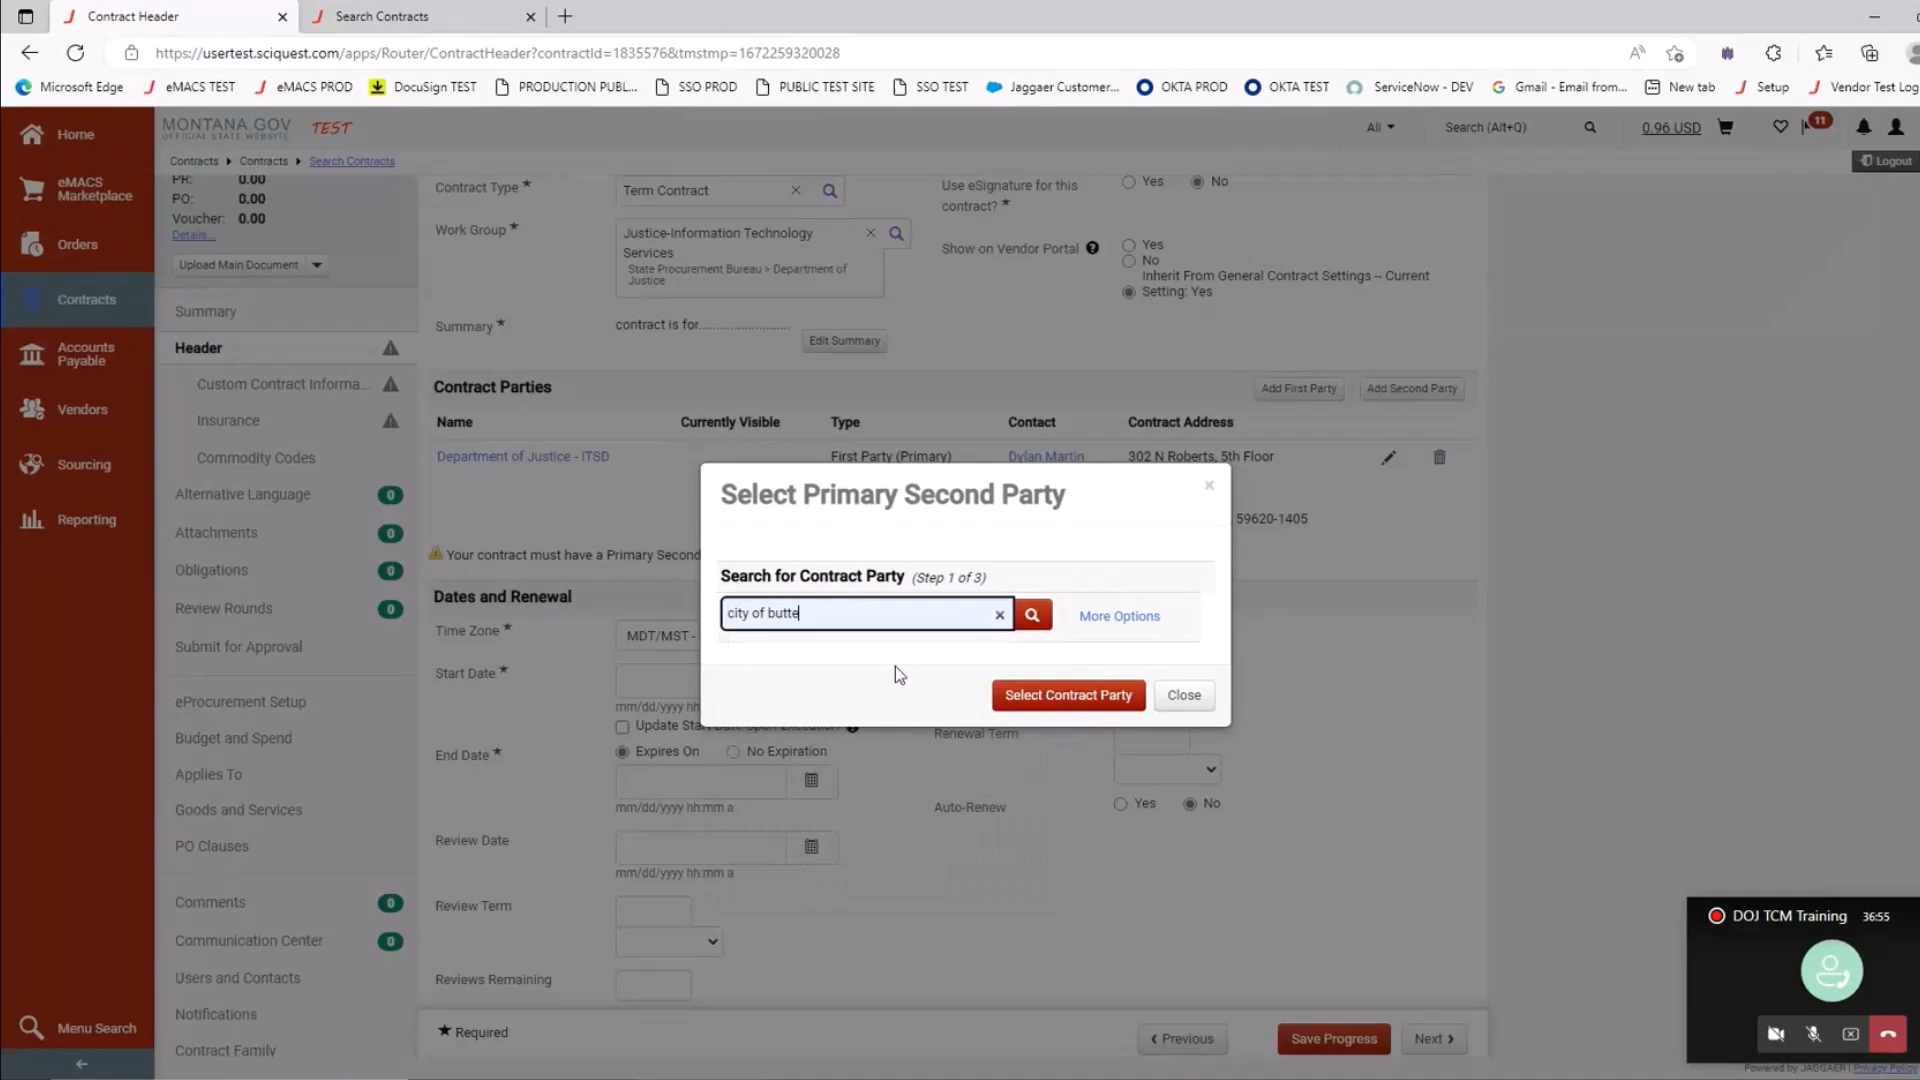 Contract Header
Search Contracts
https://usertest.sciquest.com/apps/Router/ContractHeader?contractId=1835576&tmstmp=1672259320028
Microsoft Edge eMACS TEST eMACS PROD DocuSign TEST PRODUCTION PUBL... SSO PROD PUBLIC TEST SITE SSO TEST Jaggaer Customer... OKTA PROD OKTA TEST ServiceNow - DEV Gmail - Email from... New tab Setup Vendor Test Log
Home
eMACS
Marketplace
Orders
Contracts
Accounts
Payable
Vendors
Sourcing
Reporting
Menu Search
MONTANA.GOV
OFFICIAL STATE WEBSITE
TEST
All
Search (Alt+Q)
0.96 USD
11
Logout
Contracts Contracts Search Contracts
PR: 0.00
PO: 0.00
Voucher: 0.00
Details...
Upload Main Document
Summary
Header
Custom Contract Informa...
Insurance
Commodity Codes
Alternative Language 0
Attachments 0
Obligations 0
Review Rounds 0
Submit for Approval
eProcurement Setup
Budget and Spend
Applies To
Goods and Services
PO Clauses
Comments 0
Communication Center 0
Users and Contacts
Notifications
Contract Family
Contract Type ★
Term Contract
Work Group ★
Justice-Information Technology
Services
State Procurement Bureau > Department of
Justice
Summary ★
contract is for..........................
Edit Summary
Use eSignature for this
contract? ★
Yes No
Show on Vendor Portal
Yes
No
Inherit From General Contract Settings -- Current
Setting: Yes
Contract Parties
Add First Party
Add Second Party
Name Currently Visible Type Contact Contract Address
Department of Justice - ITSD First Party (Primary) Dylan Martin 302 N Roberts, 5th Floor
59620-1405
Your contract must have a Primary Second
Select Primary Second Party
Search for Contract Party (Step 1 of 3)
city of butte
More Options
Select Contract Party
Close
Dates and Renewal
Time Zone ★
MDT/MST -
Start Date ★
mm/dd/yyyy hh
End Date ★
Expires On No Expiration
mm/dd/yyyy hh:mm a
Review Date
mm/dd/yyyy hh:mm a
Review Term
Reviews Remaining
Renewal Term
Auto-Renew
Yes No
★ Required
Previous
Save Progress
Next
DOJ TCM Training 36:55
Powered by JAGGAER | Privacy Policy